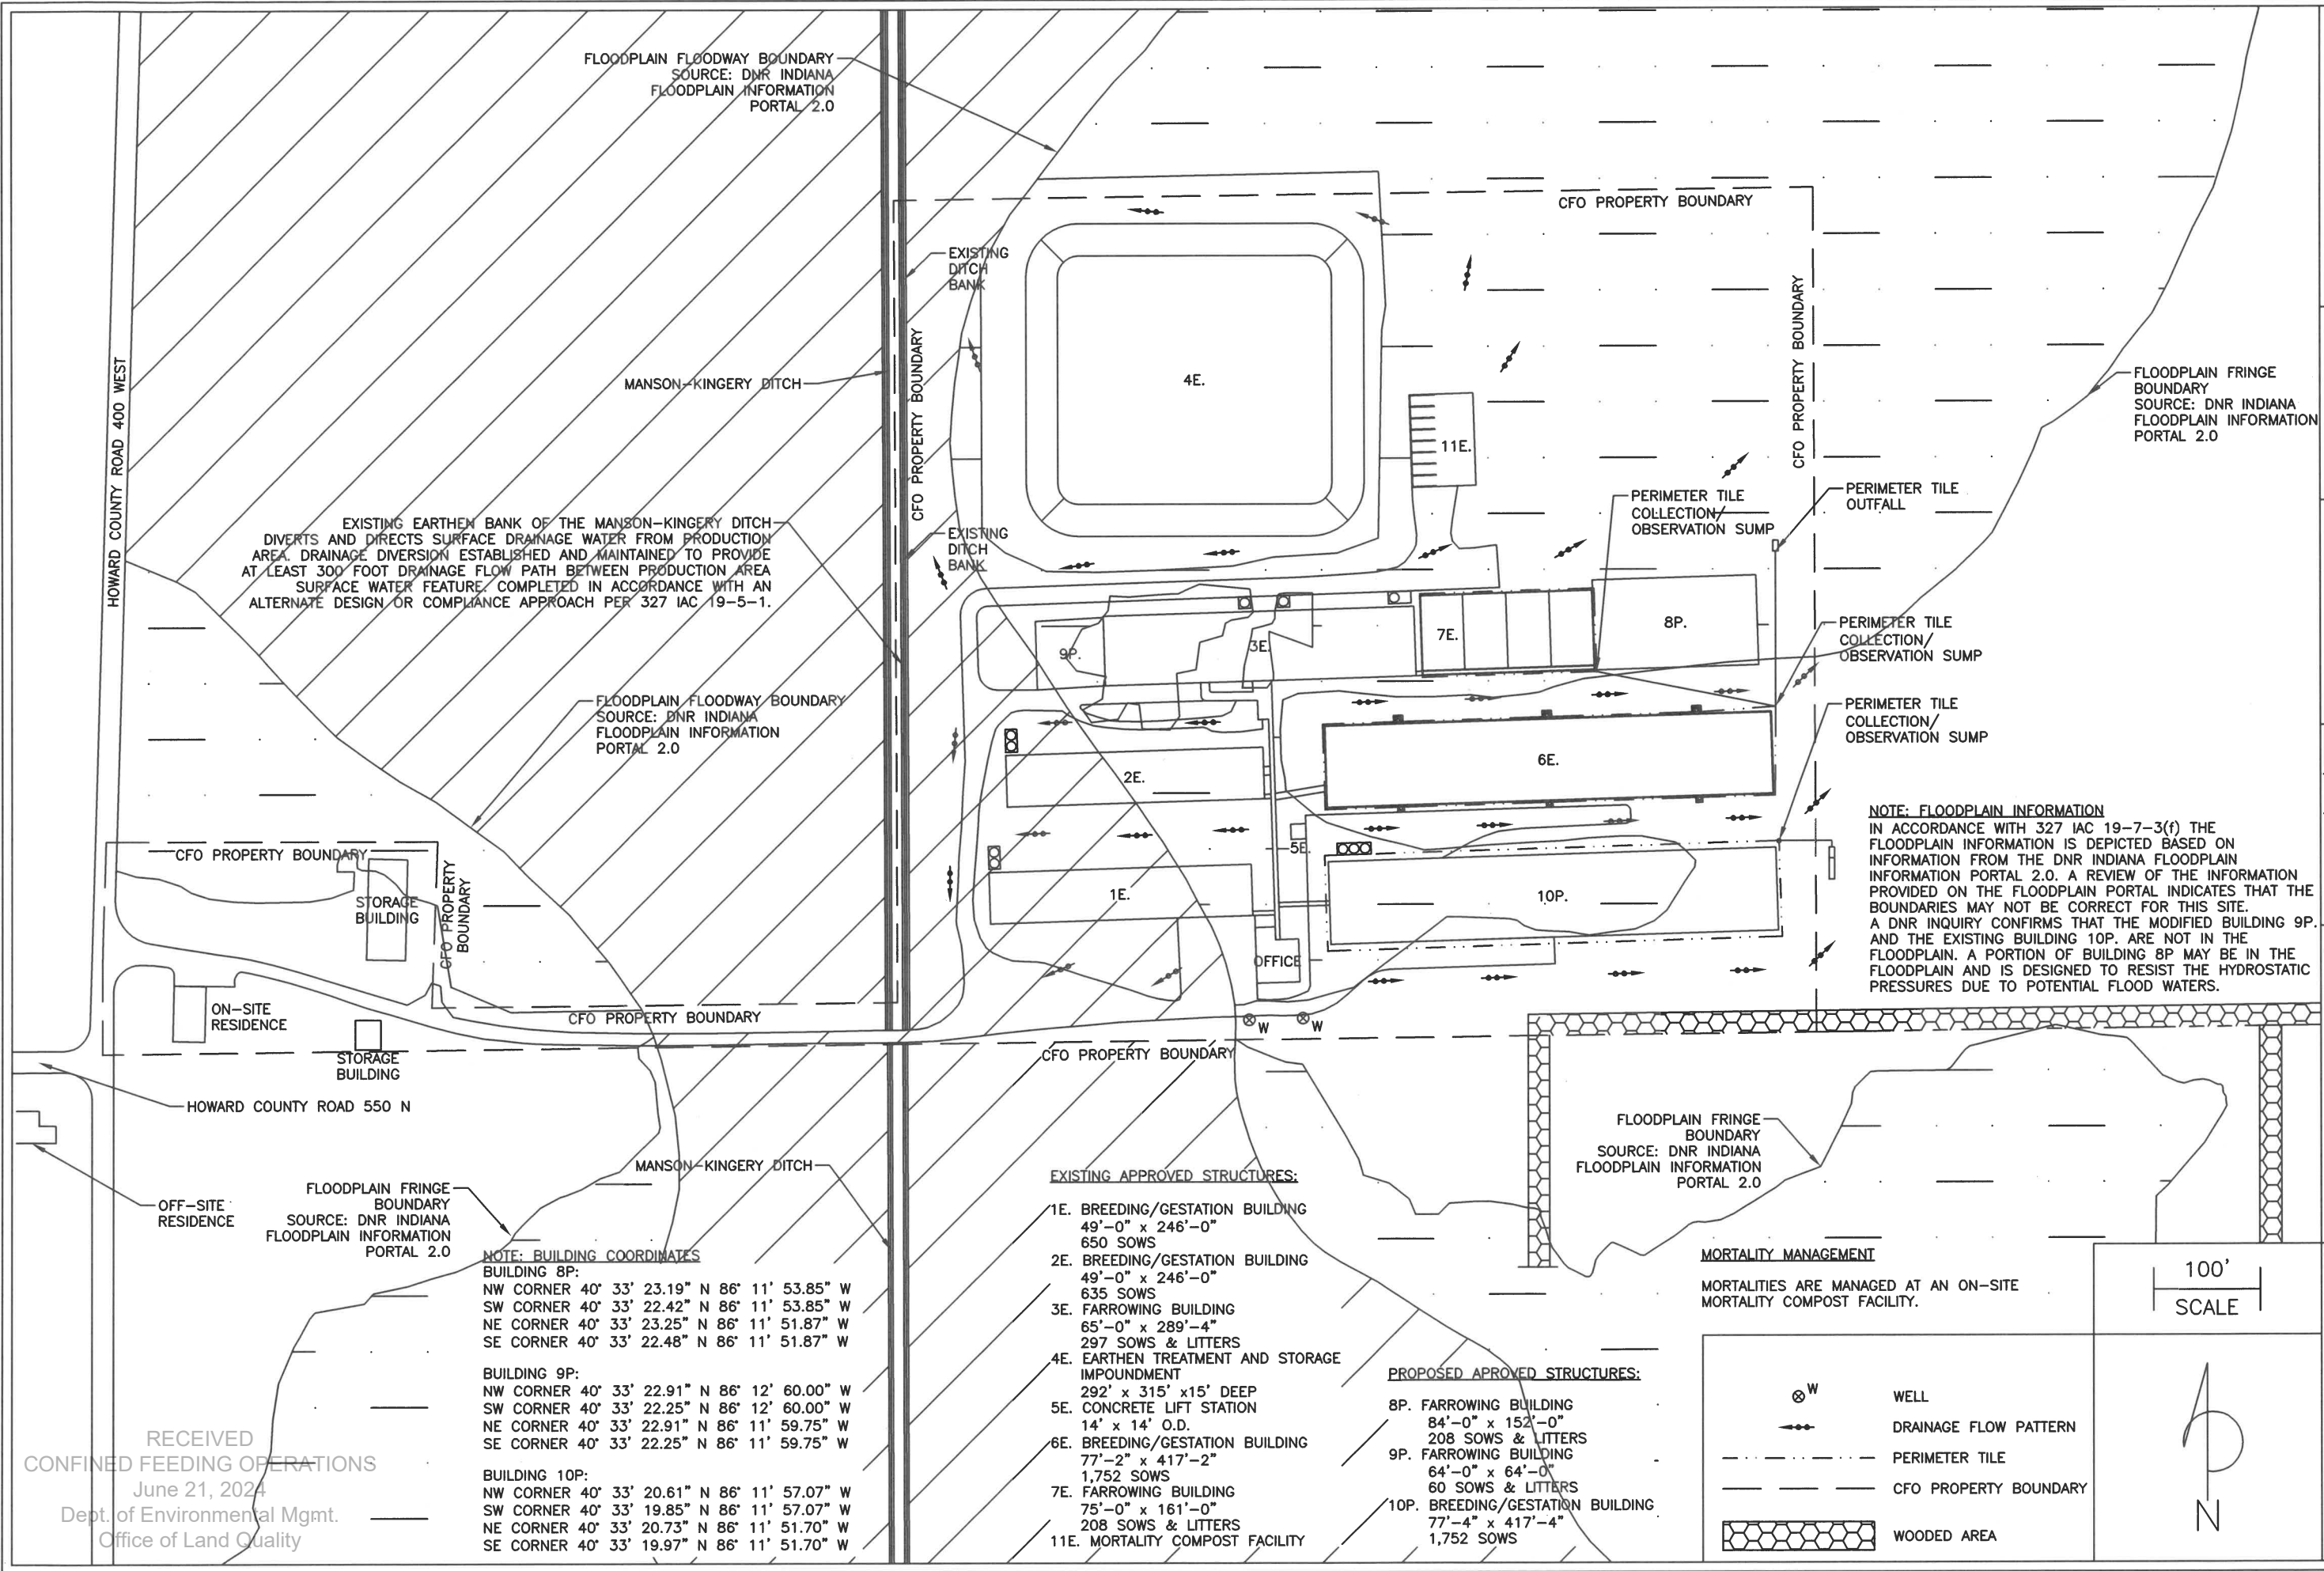 FLOODPLAIN FLOODWAY BOUNDARY
SOURCE: DNR INDIANA
FLOODPLAIN INFORMATION
PORTAL 2.0
CFO PROPERTY BOUNDARY
EXISTING
DITCH
BANK
CFO PROPERTY BOUNDARY
CFO PROPERTY BOUNDARY
HOWARD COUNTY ROAD 400 WEST
MANSON-KINGERY DITCH
4E.
11E.
FLOODPLAIN FRINGE
BOUNDARY
SOURCE: DNR INDIANA
FLOODPLAIN INFORMATION
PORTAL 2.0
PERIMETER TILE
COLLECTION/
OBSERVATION SUMP
PERIMETER TILE
OUTFALL
EXISTING EARTHEN BANK OF THE MANSON-KINGERY DITCH
DIVERTS AND DIRECTS SURFACE DRAINAGE WATER FROM PRODUCTION
AREA. DRAINAGE DIVERSION ESTABLISHED AND MAINTAINED TO PROVIDE
AT LEAST 300 FOOT DRAINAGE FLOW PATH BETWEEN PRODUCTION AREA
SURFACE WATER FEATURE. COMPLETED IN ACCORDANCE WITH AN
ALTERNATE DESIGN OR COMPLIANCE APPROACH PER 327 IAC 19-5-1.
EXISTING
DITCH
BANK
9P.
3E.
7E.
8P.
PERIMETER TILE
COLLECTION/
OBSERVATION SUMP
FLOODPLAIN FLOODWAY BOUNDARY
SOURCE: DNR INDIANA
FLOODPLAIN INFORMATION
PORTAL 2.0
PERIMETER TILE
COLLECTION/
OBSERVATION SUMP
2E.
6E.
5E.
1E.
10P.
OFFICE
NOTE: FLOODPLAIN INFORMATION
IN ACCORDANCE WITH 327 IAC 19-7-3(f) THE
FLOODPLAIN INFORMATION IS DEPICTED BASED ON
INFORMATION FROM THE DNR INDIANA FLOODPLAIN
INFORMATION PORTAL 2.0. A REVIEW OF THE INFORMATION
PROVIDED ON THE FLOODPLAIN PORTAL INDICATES THAT THE
BOUNDARIES MAY NOT BE CORRECT FOR THIS SITE.
A DNR INQUIRY CONFIRMS THAT THE MODIFIED BUILDING 9P.
AND THE EXISTING BUILDING 10P. ARE NOT IN THE
FLOODPLAIN. A PORTION OF BUILDING 8P MAY BE IN THE
FLOODPLAIN AND IS DESIGNED TO RESIST THE HYDROSTATIC
PRESSURES DUE TO POTENTIAL FLOOD WATERS.
CFO PROPERTY BOUNDARY
STORAGE
BUILDING
CFO PROPERTY
BOUNDARY
ON-SITE
RESIDENCE
STORAGE
BUILDING
CFO PROPERTY BOUNDARY
W
W
CFO PROPERTY BOUNDARY
HOWARD COUNTY ROAD 550 N
OFF-SITE
RESIDENCE
FLOODPLAIN FRINGE
BOUNDARY
SOURCE: DNR INDIANA
FLOODPLAIN INFORMATION
PORTAL 2.0
MANSON-KINGERY DITCH
FLOODPLAIN FRINGE
BOUNDARY
SOURCE: DNR INDIANA
FLOODPLAIN INFORMATION
PORTAL 2.0
NOTE: BUILDING COORDINATES
BUILDING 8P:
NW CORNER 40° 33' 23.19" N 86° 11' 53.85" W
SW CORNER 40° 33' 22.42" N 86° 11' 53.85" W
NE CORNER 40° 33' 23.25" N 86° 11' 51.87" W
SE CORNER 40° 33' 22.48" N 86° 11' 51.87" W
BUILDING 9P:
NW CORNER 40° 33' 22.91" N 86° 12' 60.00" W
SW CORNER 40° 33' 22.25" N 86° 12' 60.00" W
NE CORNER 40° 33' 22.91" N 86° 11' 59.75" W
SE CORNER 40° 33' 22.25" N 86° 11' 59.75" W
BUILDING 10P:
NW CORNER 40° 33' 20.61" N 86° 11' 57.07" W
SW CORNER 40° 33' 19.85" N 86° 11' 57.07" W
NE CORNER 40° 33' 20.73" N 86° 11' 51.70" W
SE CORNER 40° 33' 19.97" N 86° 11' 51.70" W
EXISTING APPROVED STRUCTURES:
1E. BREEDING/GESTATION BUILDING
49'-0" x 246'-0"
650 SOWS
2E. BREEDING/GESTATION BUILDING
49'-0" x 246'-0"
635 SOWS
3E. FARROWING BUILDING
65'-0" x 289'-4"
297 SOWS & LITTERS
4E. EARTHEN TREATMENT AND STORAGE
IMPOUNDMENT
292' x 315' x15' DEEP
5E. CONCRETE LIFT STATION
14' x 14' O.D.
6E. BREEDING/GESTATION BUILDING
77'-2" x 417'-2"
1,752 SOWS
7E. FARROWING BUILDING
75'-0" x 161'-0"
208 SOWS & LITTERS
11E. MORTALITY COMPOST FACILITY
PROPOSED APROVED STRUCTURES:
8P. FARROWING BUILDING
84'-0" x 152'-0"
208 SOWS & LITTERS
9P. FARROWING BUILDING
64'-0" x 64'-0"
60 SOWS & LITTERS
10P. BREEDING/GESTATION BUILDING
77'-4" x 417'-4"
1,752 SOWS
MORTALITY MANAGEMENT
MORTALITIES ARE MANAGED AT AN ON-SITE
MORTALITY COMPOST FACILITY.
100'
SCALE
W WELL
DRAINAGE FLOW PATTERN
PERIMETER TILE
CFO PROPERTY BOUNDARY
WOODED AREA
N
RECEIVED
CONFINED FEEDING OPERATIONS
June 21, 2024
Dept. of Environmental Mgmt.
Office of Land Quality